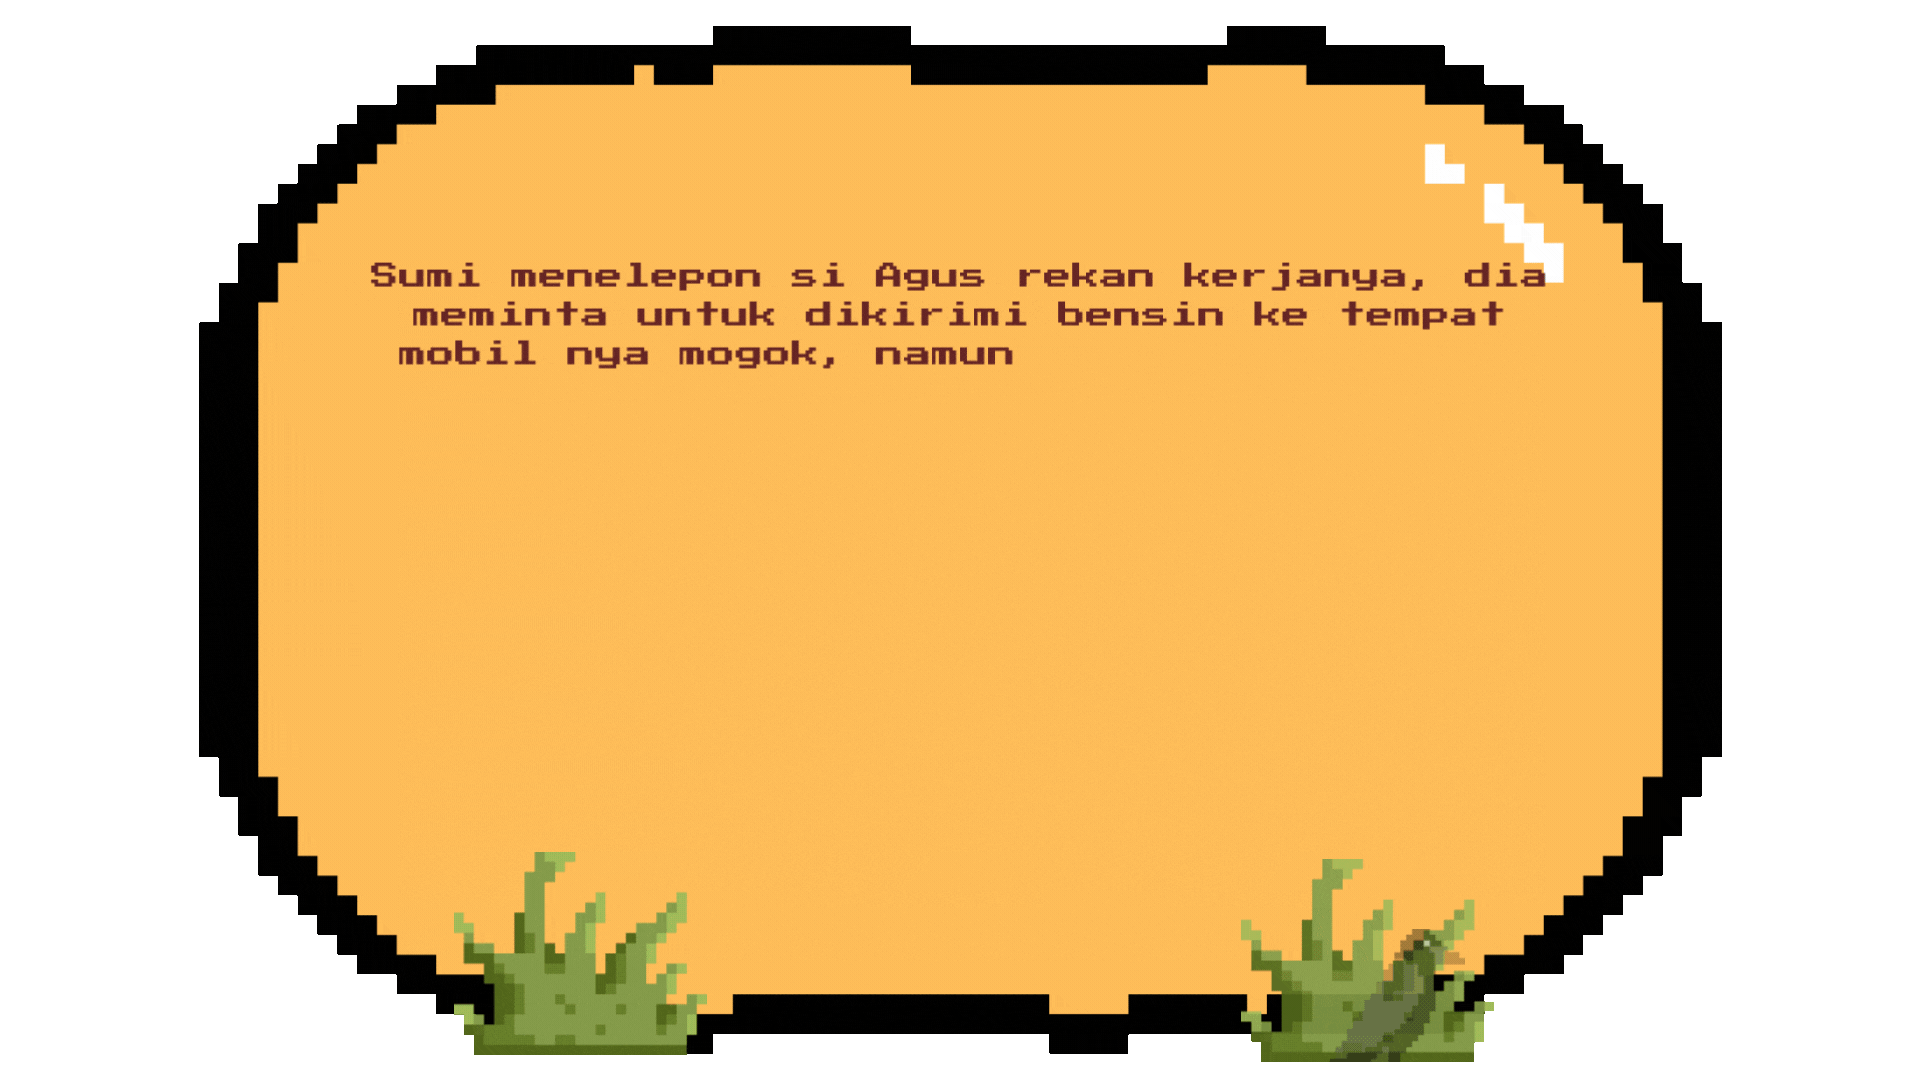 Sumi menelepon si Agus rekan kerjanya, dia
meminta untuk dikirimi bensin ke tempat
mobil nya mogok, namun